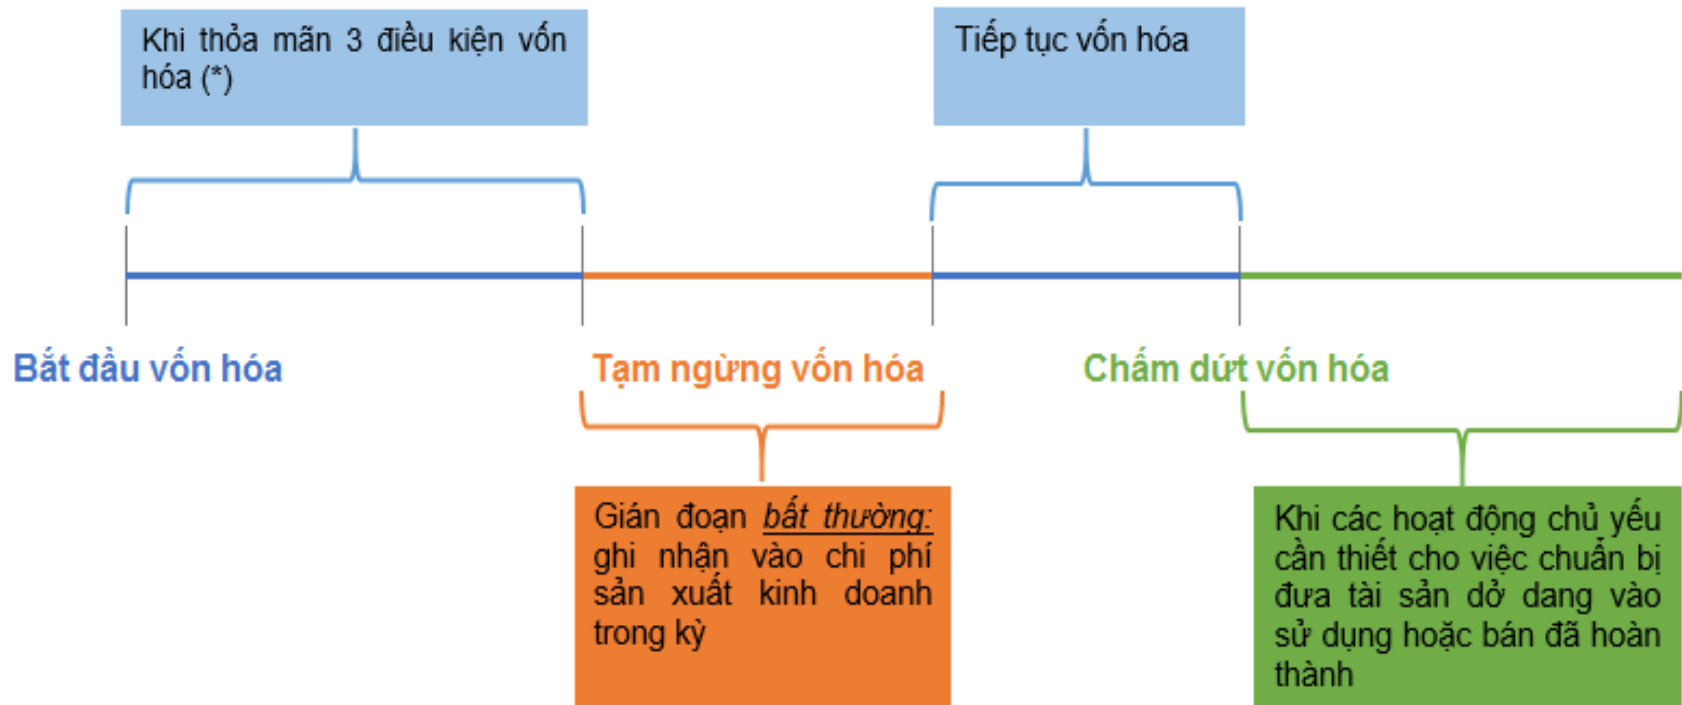 Khi thỏa mãn 3 điều kiện vốn
hóa (*)
Tiếp tục vốn hóa
Bắt đầu vốn hóa
Tạm ngừng vốn hóa
Chấm dứt vốn hóa
Gián đoạn bất thường:
ghi nhận vào chi phí
sản xuất kinh doanh
trong kỳ
Khi các hoạt động chủ yếu
cần thiết cho việc chuẩn bị
đưa tài sản dở dang vào
sử dụng hoặc bán đã hoàn
thành